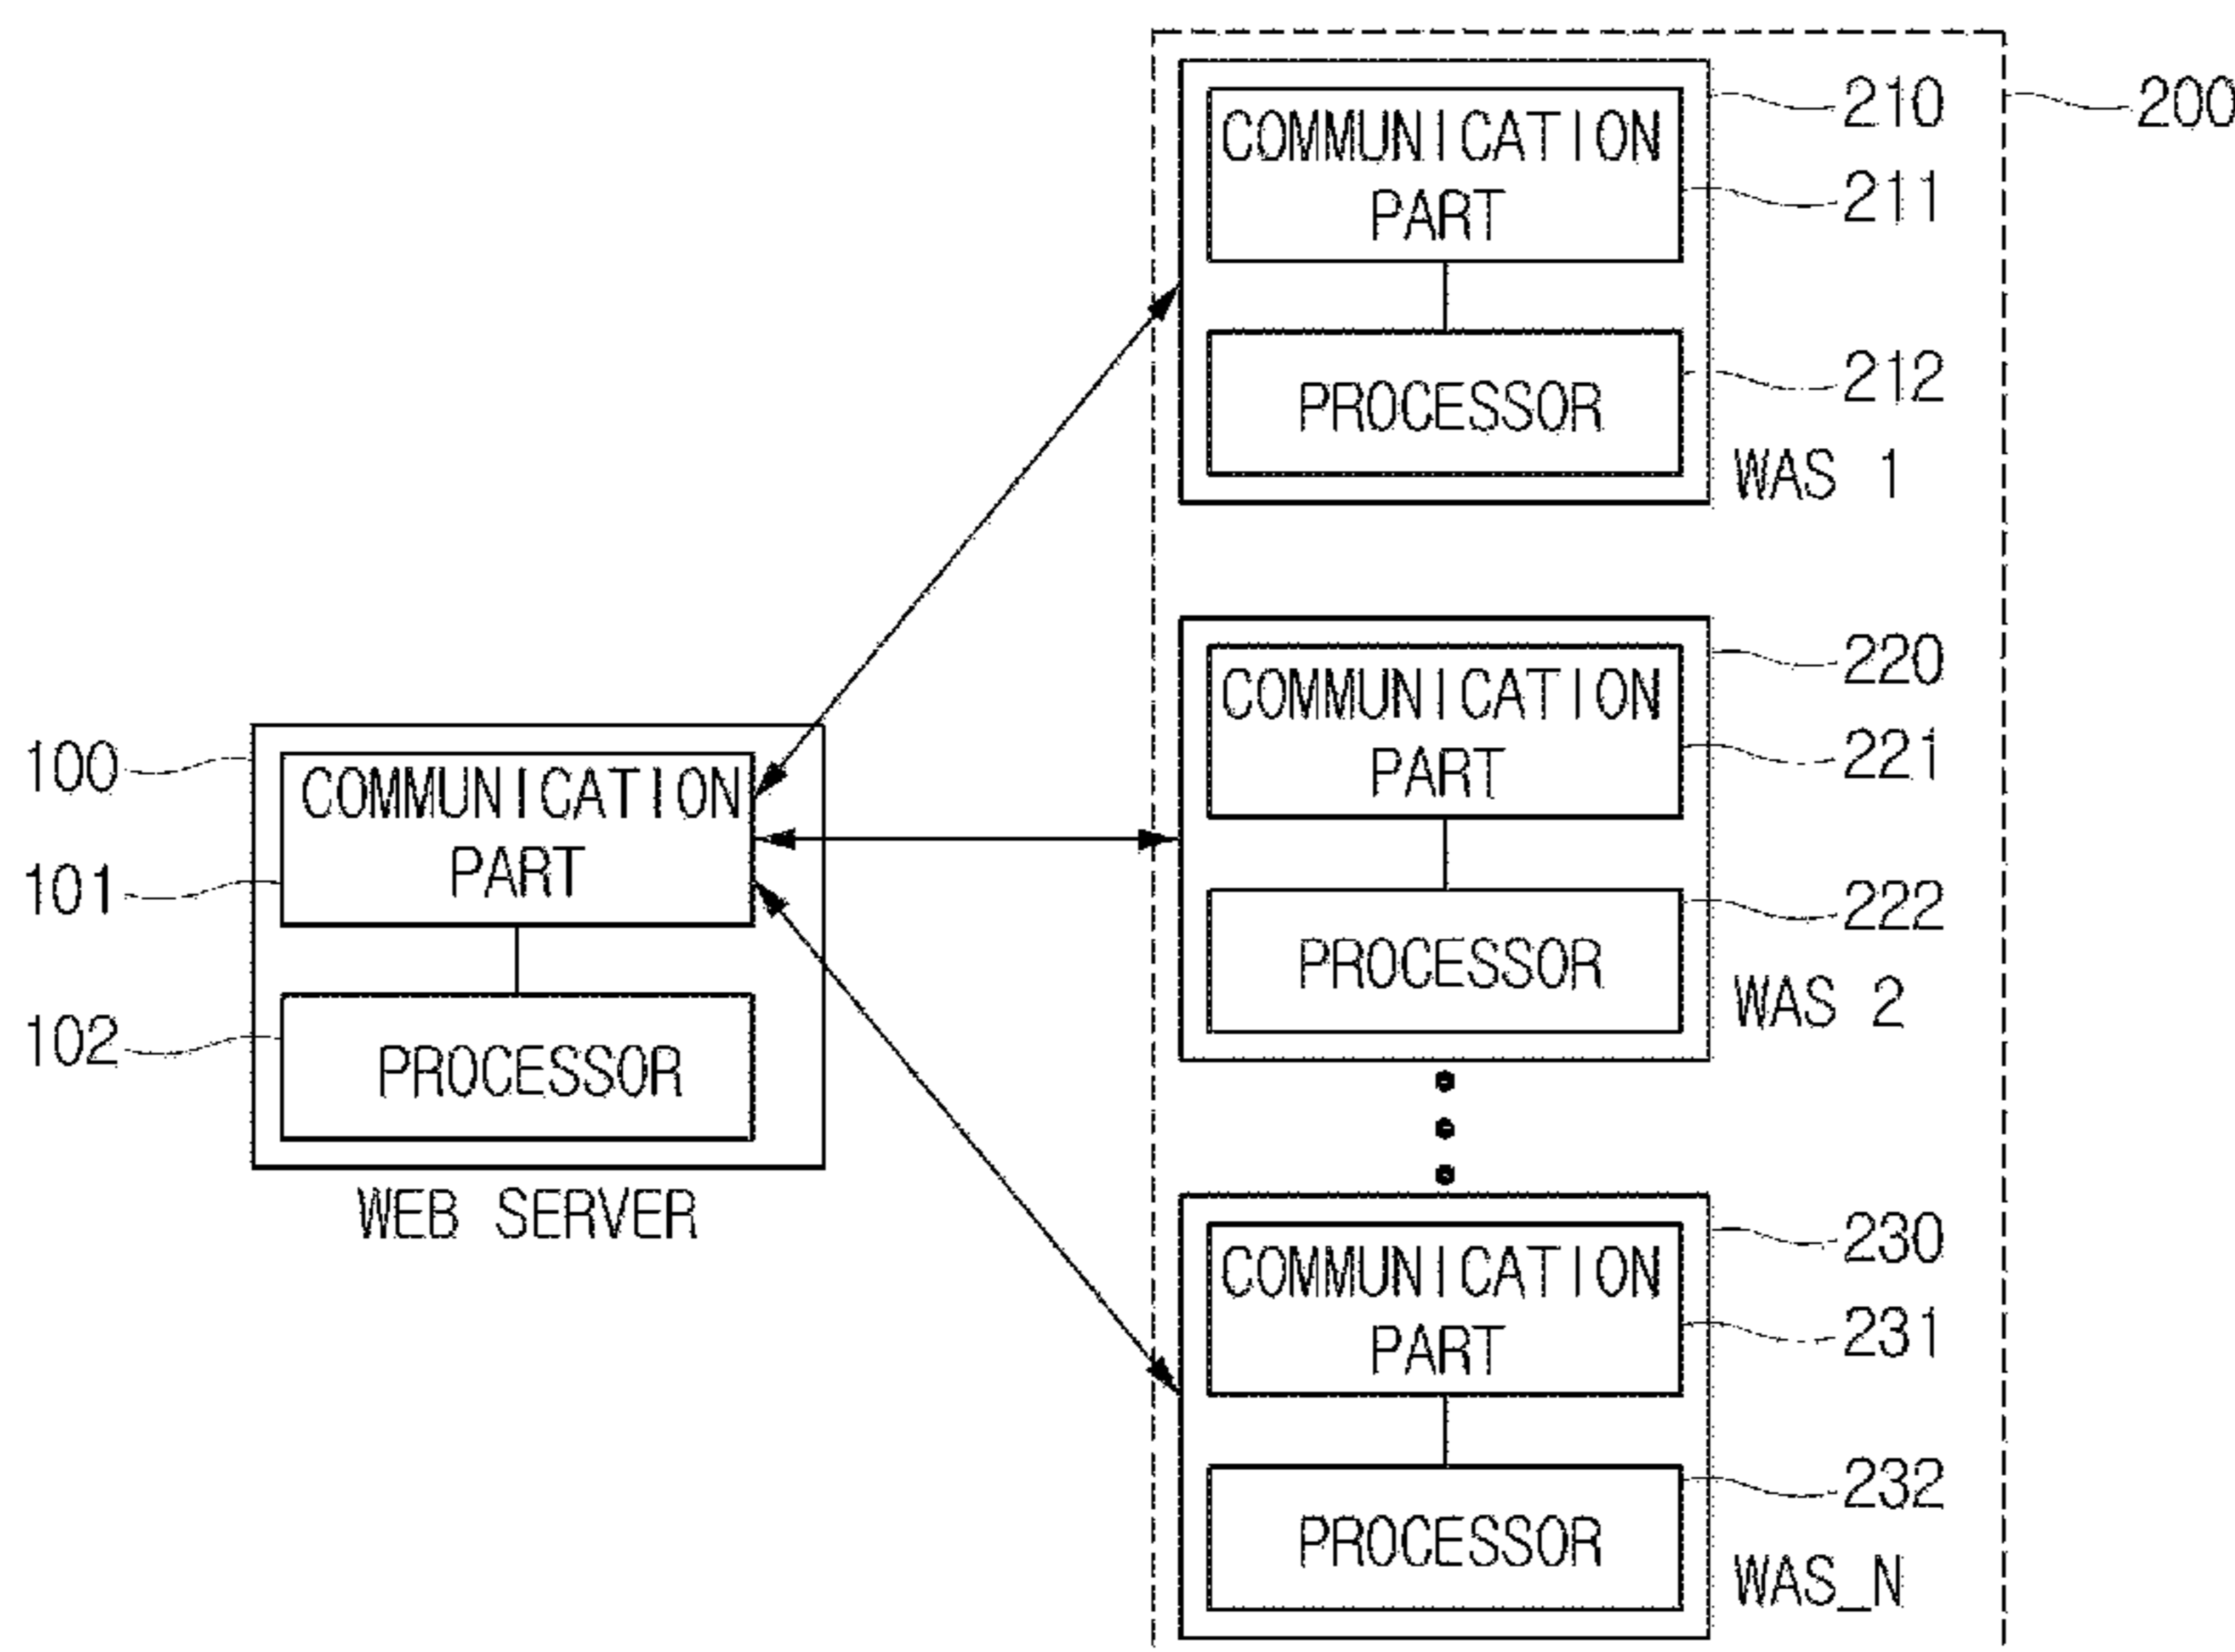 210
200
COMMUNICATION
PART
211
212
PROCESSOR
WAS 1
220
COMMUNICATION
PART
221
222
PROCESSOR
WAS 2
100
COMMUNICATION
PART
101
102
PROCESSOR
WEB SERVER
230
COMMUNICATION
PART
231
232
PROCESSOR
WAS_N